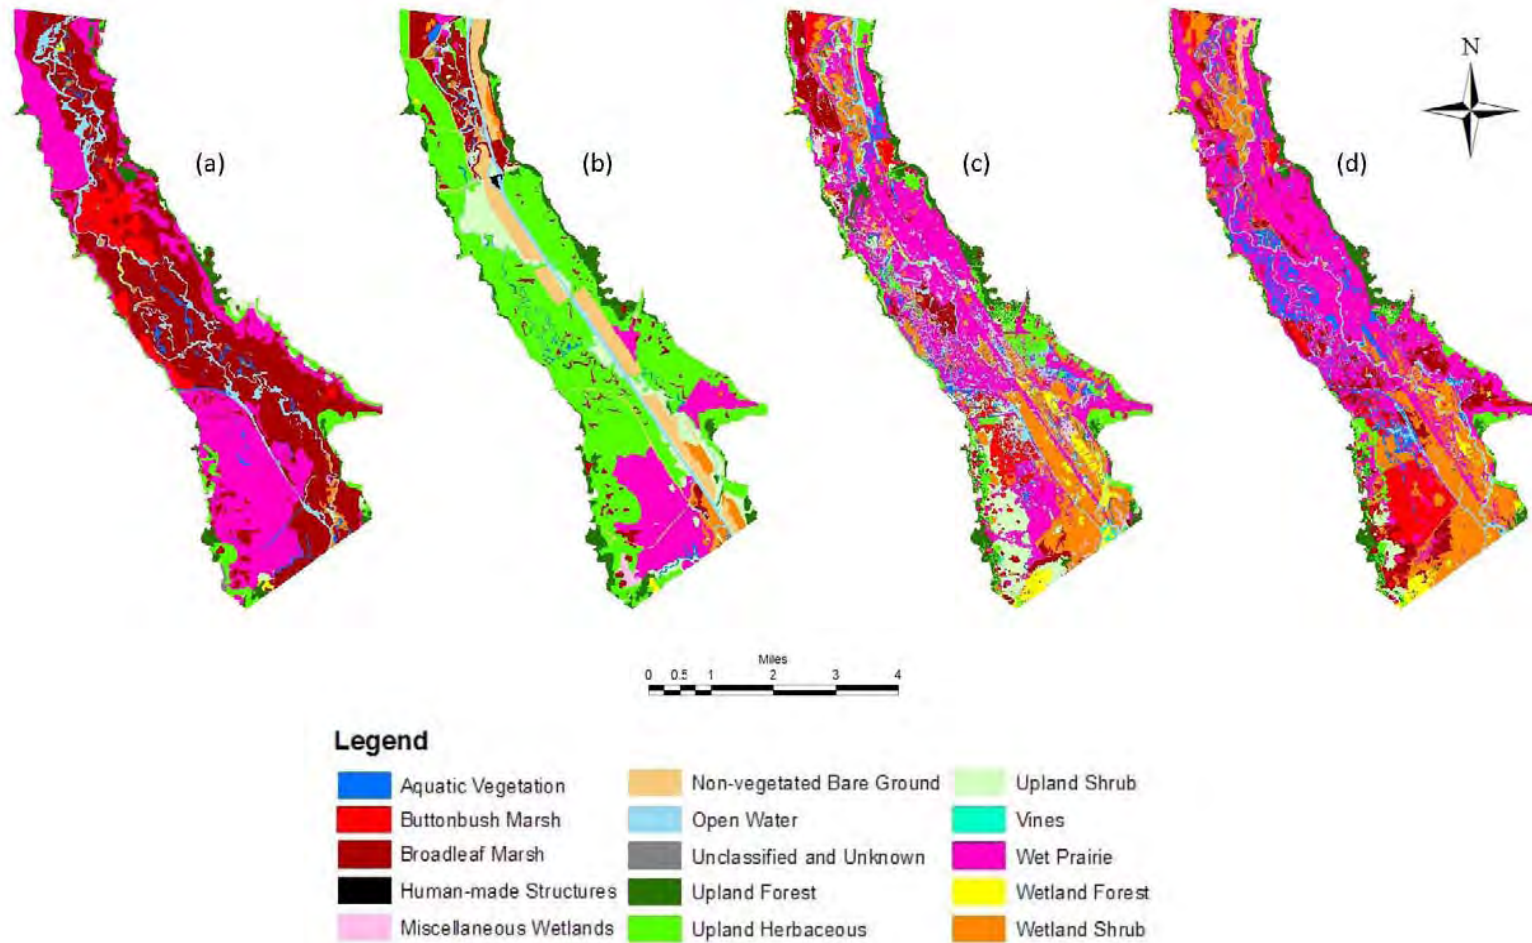 N
(a) (b) (c) (d)
Miles
0 0.5 1 2 3 4
Legend
Aquatic Vegetation Non-vegetated Bare Ground Upland Shrub
Buttonbush Marsh Open Water Vines
Broadleaf Marsh Unclassified and Unknown Wet Prairie
Human-made Structures Upland Forest Wetland Forest
Miscellaneous Wetlands Upland Herbaceous Wetland Shrub